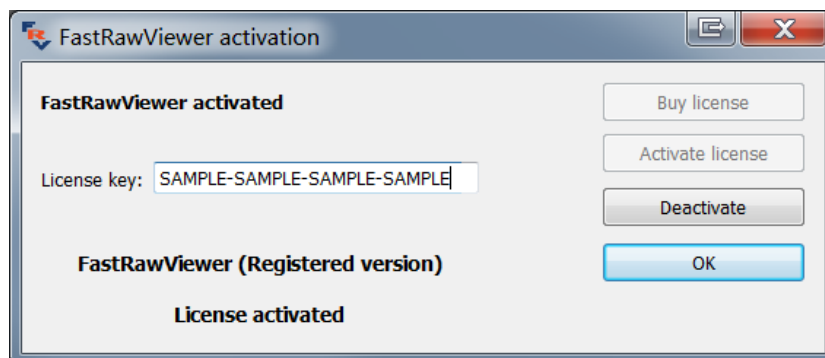 FastRawViewer activation
FastRawViewer activated
Buy license
Activate license
License key: SAMPLE-SAMPLE-SAMPLE-SAMPLE
Deactivate
FastRawViewer (Registered version)
OK
License activated